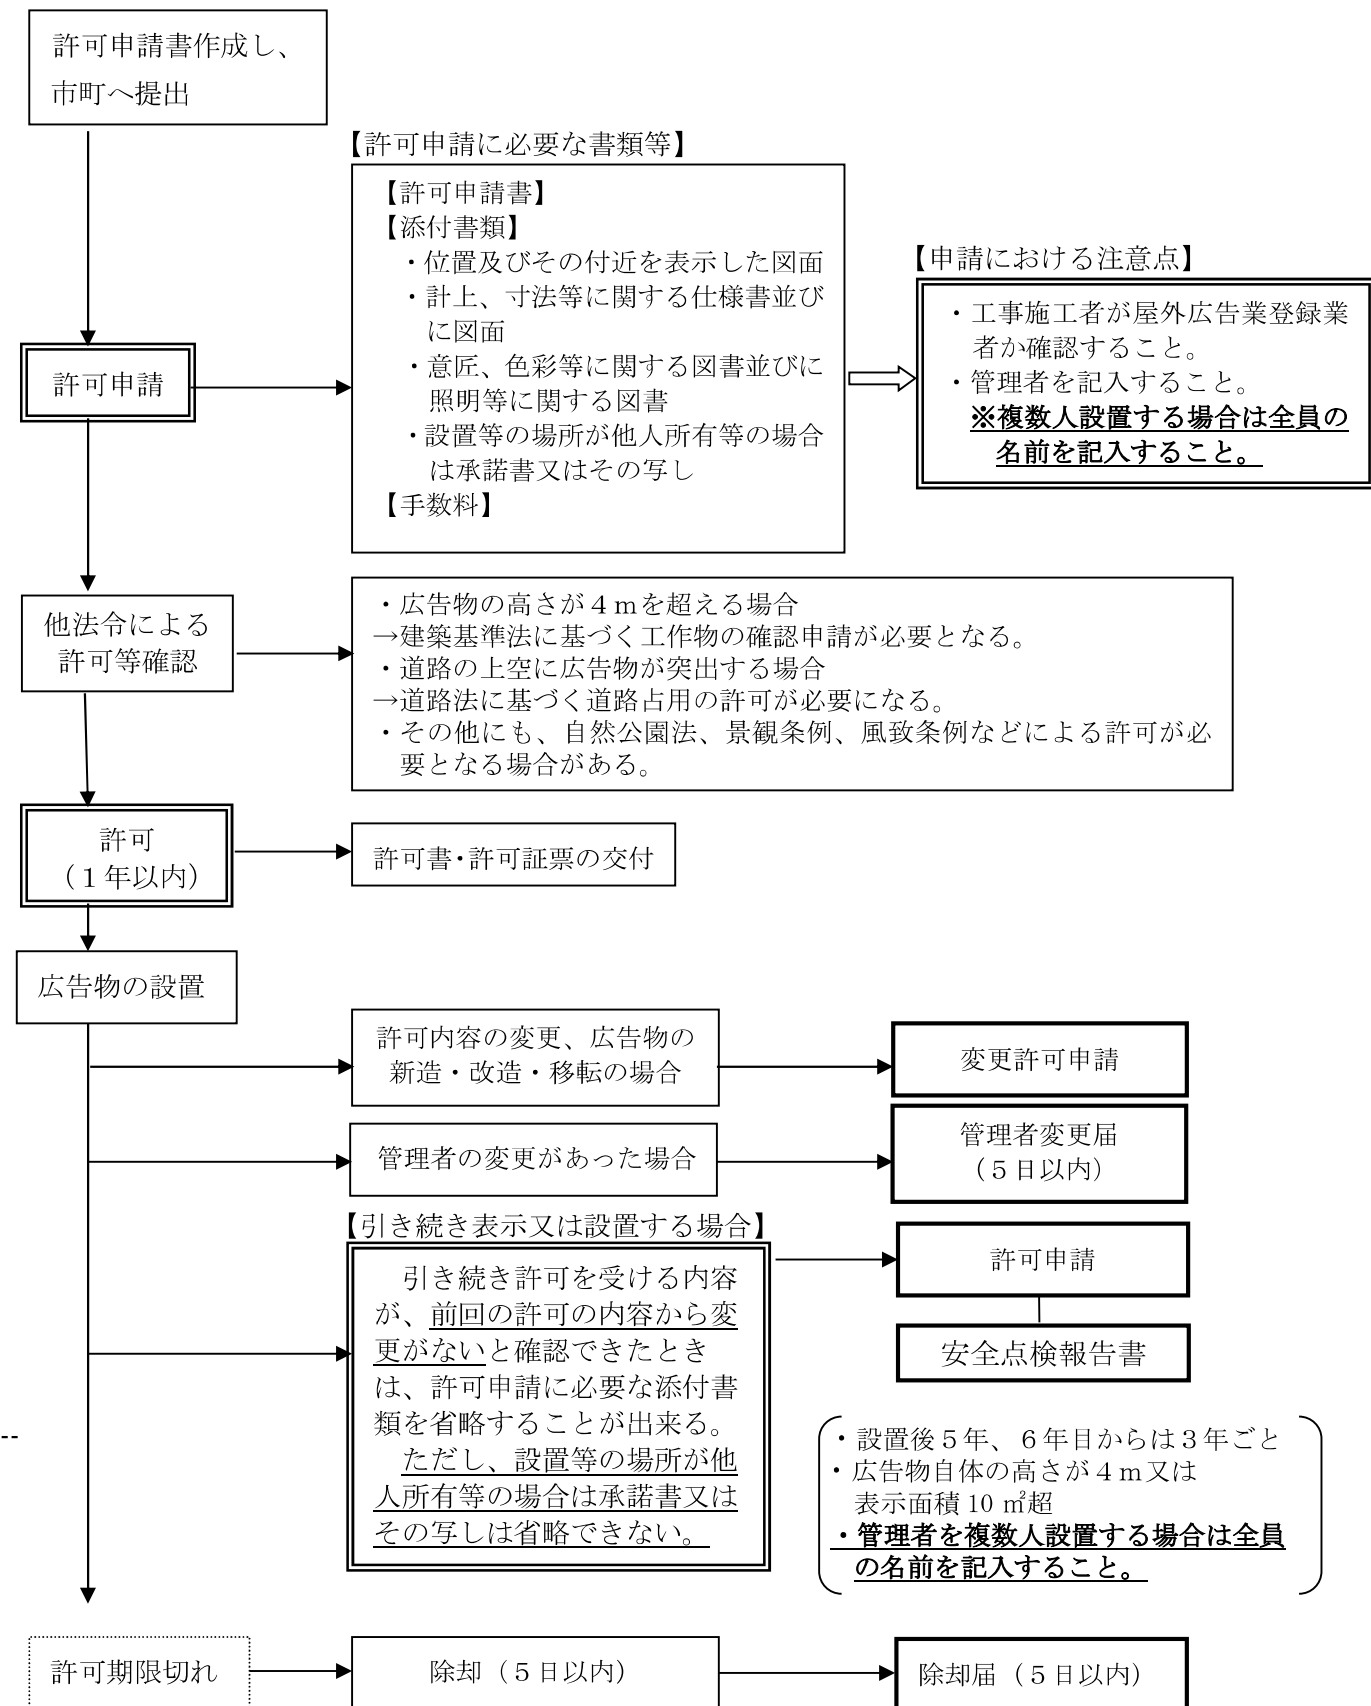 許可申請書作成し、
市町へ提出
【許可申請に必要な書類等】
【許可申請書】
【添付書類】
・位置及びその付近を表示した図面
・計上、寸法等に関する仕様書並び
に図面
・意匠、色彩等に関する図書並びに
照明等に関する図書
・設置等の場所が他人所有等の場合
は承諾書又はその写し
【手数料】
【申請における注意点】
・工事施工者が屋外広告業登録業
者か確認すること。
・管理者を記入すること。
※複数人設置する場合は全員の
名前を記入すること。
許可申請
他法令による
許可等確認
・広告物の高さが４ｍを超える場合
→建築基準法に基づく工作物の確認申請が必要となる。
・道路の上空に広告物が突出する場合
→道路法に基づく道路占用の許可が必要になる。
・その他にも、自然公園法、景観条例、風致条例などによる許可が必
要となる場合がある。
許可
（１年以内）
許可書・許可証票の交付
広告物の設置
許可内容の変更、広告物の
新造・改造・移転の場合
変更許可申請
管理者の変更があった場合
管理者変更届
（５日以内）
【引き続き表示又は設置する場合】
引き続き許可を受ける内容
が、前回の許可の内容から変
更がないと確認できたとき
は、許可申請に必要な添付書
類を省略することが出来る。
ただし、設置等の場所が他
人所有等の場合は承諾書又は
その写しは省略できない。
許可申請
安全点検報告書
・設置後５年、６年目からは３年ごと
・広告物自体の高さが４ｍ又は
表示面積 10 ㎡超
・管理者を複数人設置する場合は全員
の名前を記入すること。
--
許可期限切れ
除却（５日以内）
除却届（５日以内）